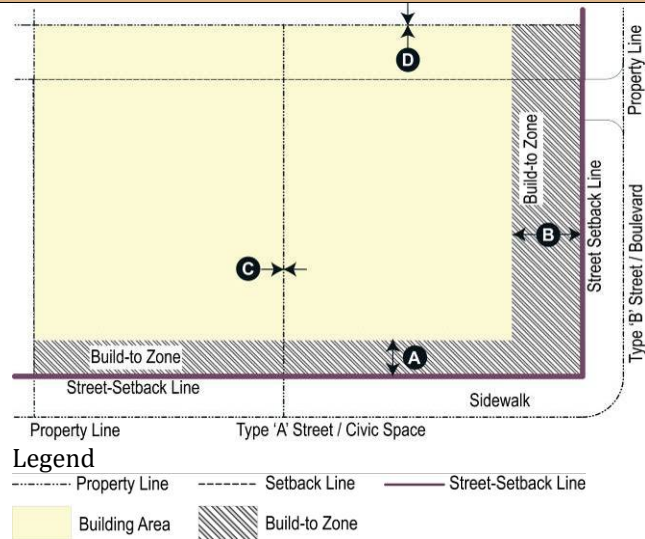 D
Property Line
Build-to Zone
Street Setback Line
B
Type 'B' Street / Boulevard
C
Build-to Zone
A
Street-Setback Line
Sidewalk
Property Line
Type 'A' Street / Civic Space
Legend
Property Line
Setback Line
Street-Setback Line
Building Area
Build-to Zone